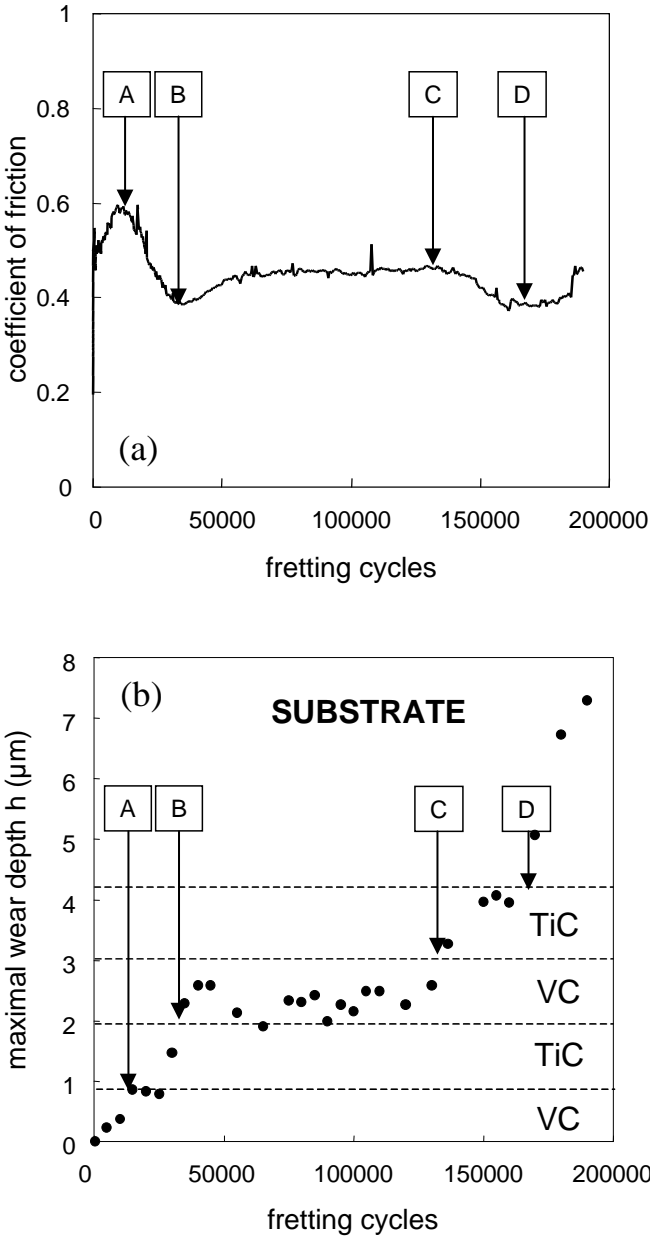 1
0.8
0.6
0.4
0.2
0
coefficient of friction
A B C D
(a)
0 50000 100000 150000 200000
fretting cycles
8
7
6
5
4
3
2
1
0
maximal wear depth h (µm)
(b)
SUBSTRATE
A B C D
TiC
VC
TiC
VC
0 50000 100000 150000 200000
fretting cycles